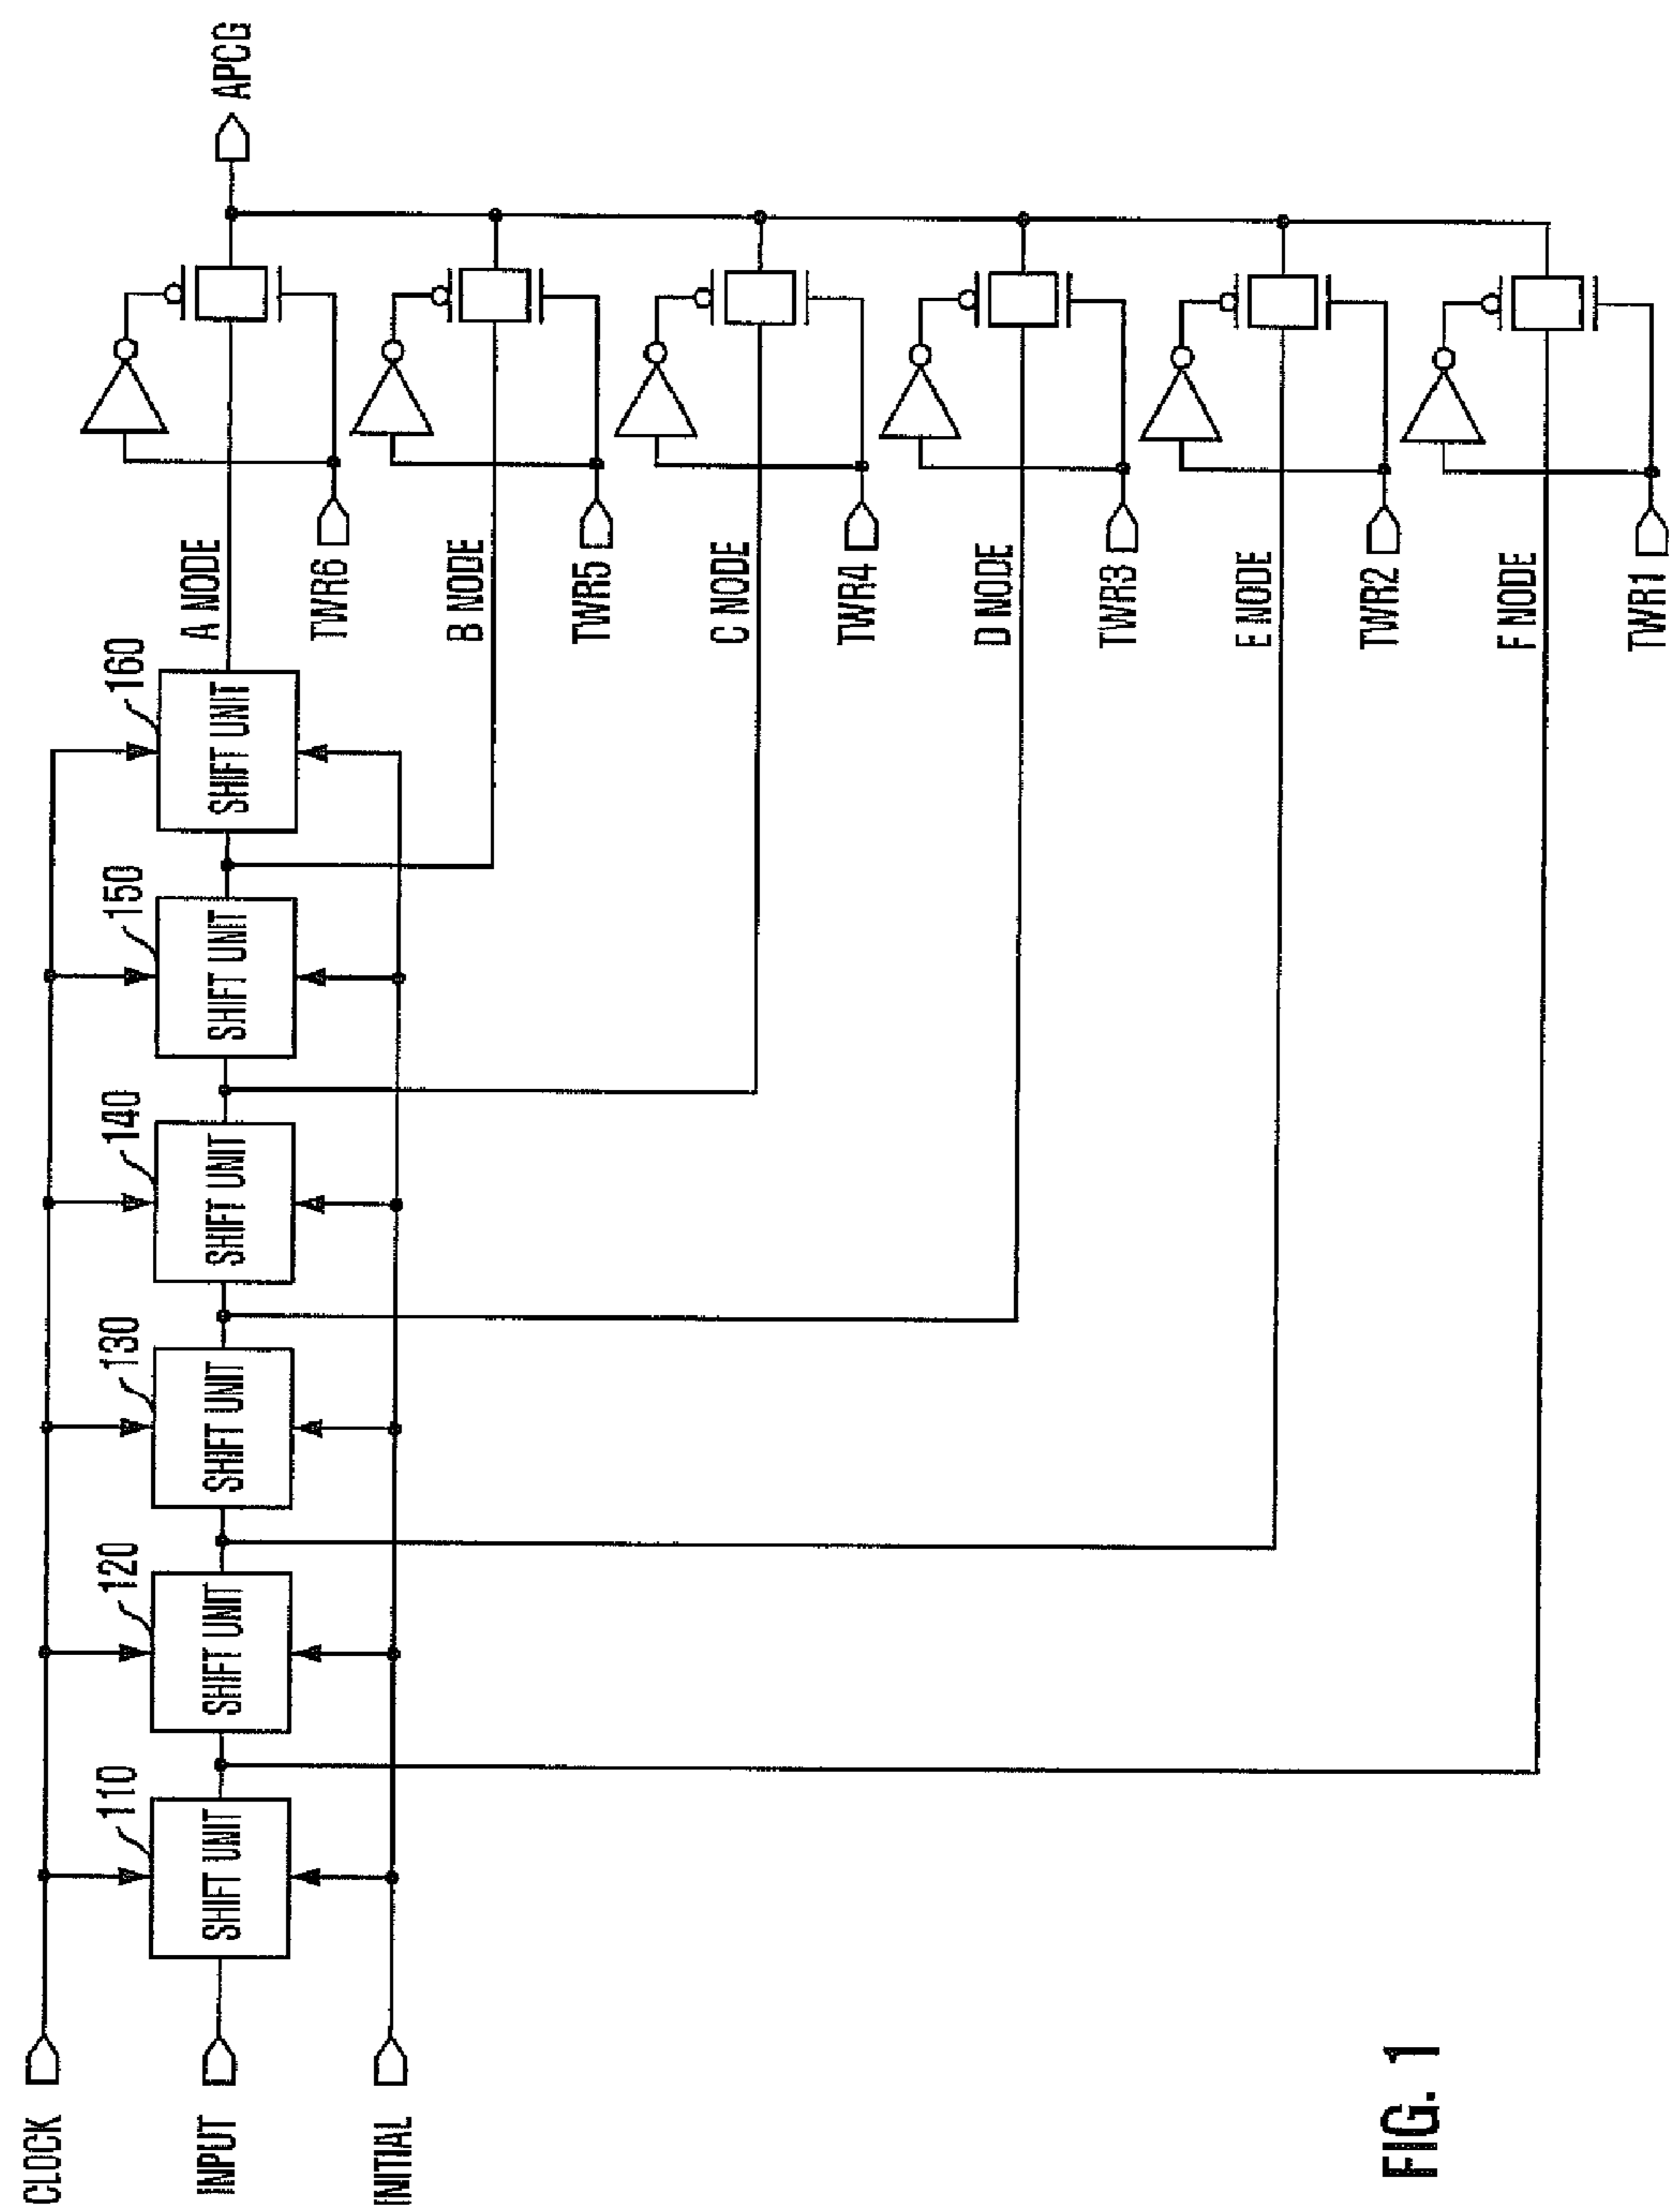 CLOCK
INPUT
INITIAL
110
SHIFT UNIT
120
SHIFT UNIT
130
SHIFT UNIT
140
SHIFT UNIT
150
SHIFT UNIT
160
SHIFT UNIT
A NODE
TWR6
B NODE
TWR5
C NODE
TWR4
D NODE
TWR3
E NODE
TWR2
F NODE
TWR1
APCG
FIG. 1